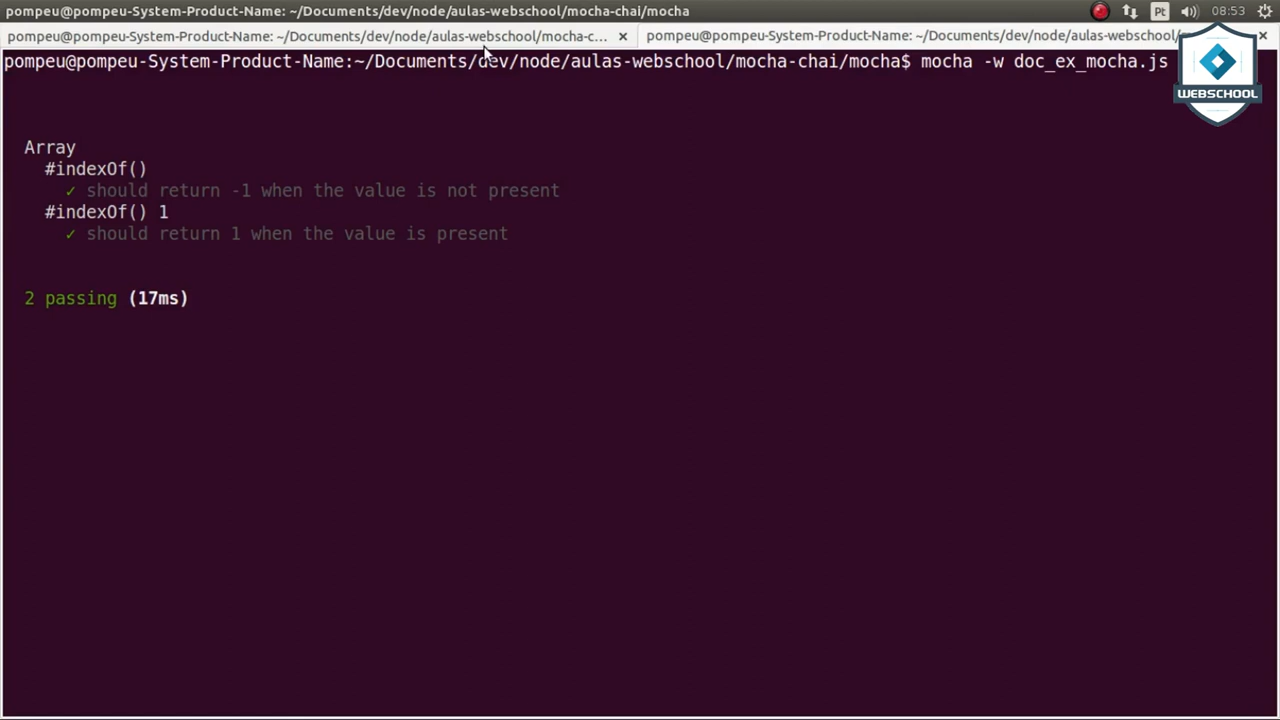 pompeu@pompeu-System-Product-Name: ~/Documents/dev/node/aulas-webschool/mocha-chai/mocha
Pt
08:53
pompeu@pompeu-System-Product-Name: ~/Documents/dev/node/aulas-webschool/mocha-c... ×
pompeu@pompeu-System-Product-Name: ~/Documents/dev/node/aulas-webschool/ ×
pompeu@pompeu-System-Product-Name:~/Documents/dev/node/aulas-webschool/mocha-chai/mocha$ mocha -w doc_ex_mocha.js
WEBSCHOOL
Array
#indexOf()
✓ should return -1 when the value is not present
#indexOf() 1
✓ should return 1 when the value is present
2 passing (17ms)